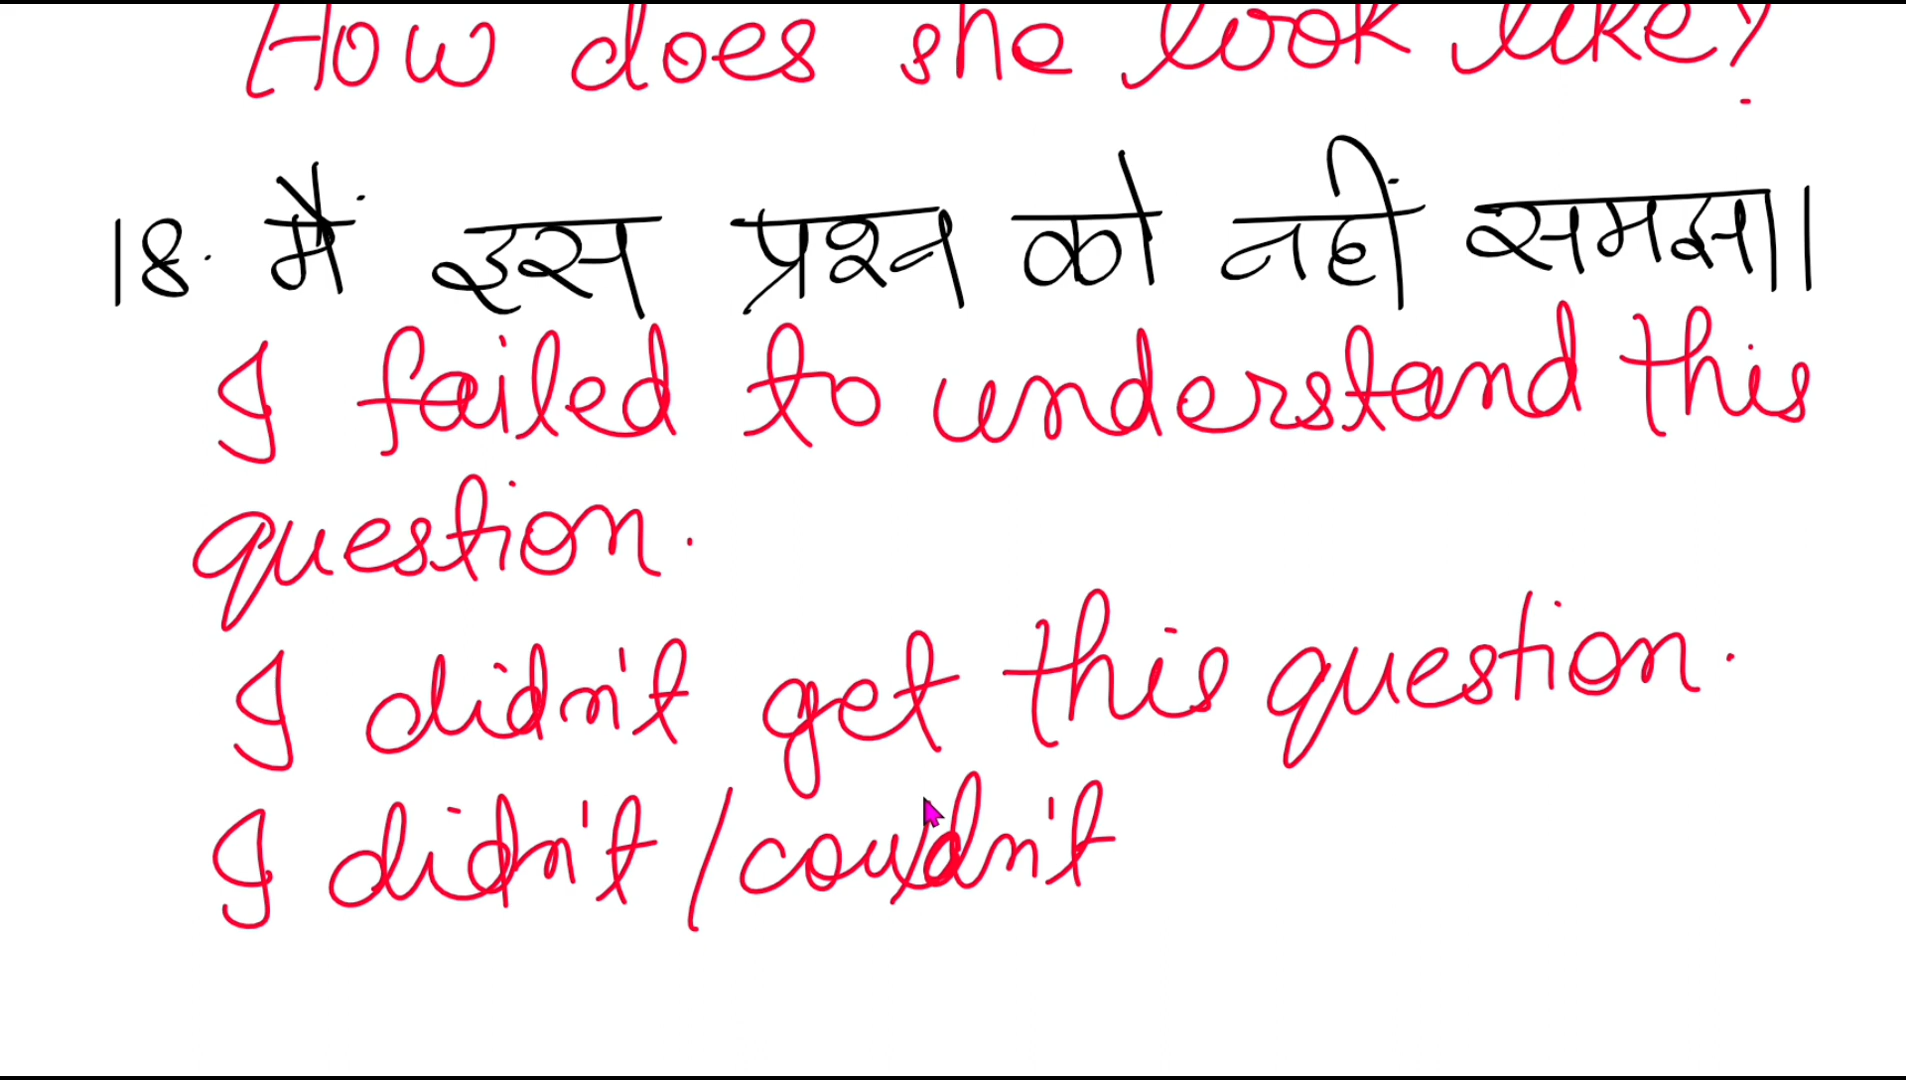 How does she look like?
18. मैं इस प्रश्न को नहीं समझा।
I failed to understand this
question.
I didn't get this question.
I didn't/couldn't